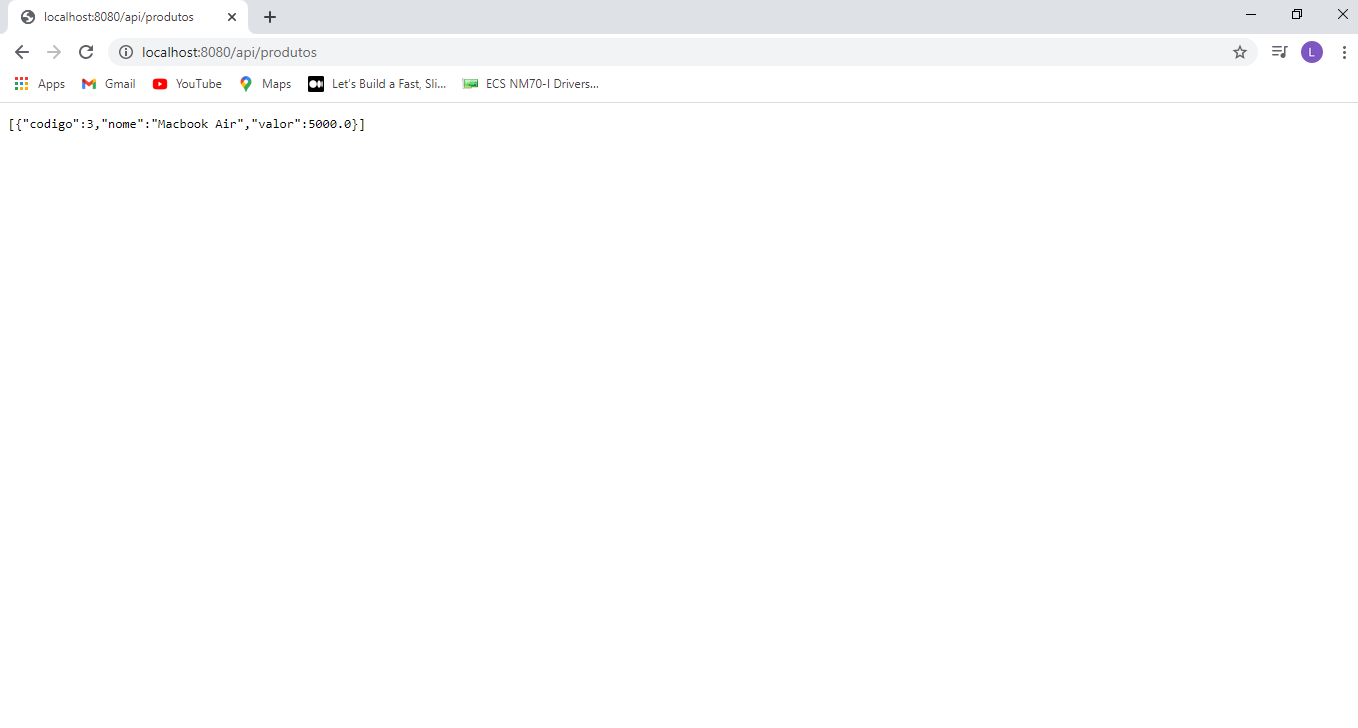 localhost:8080/api/produtos
localhost:8080/api/produtos
L
Apps Gmail YouTube Maps Let's Build a Fast, Sli... ECS NM70-I Drivers...
[{"codigo":3,"nome":"Macbook Air","valor":5000.0}]